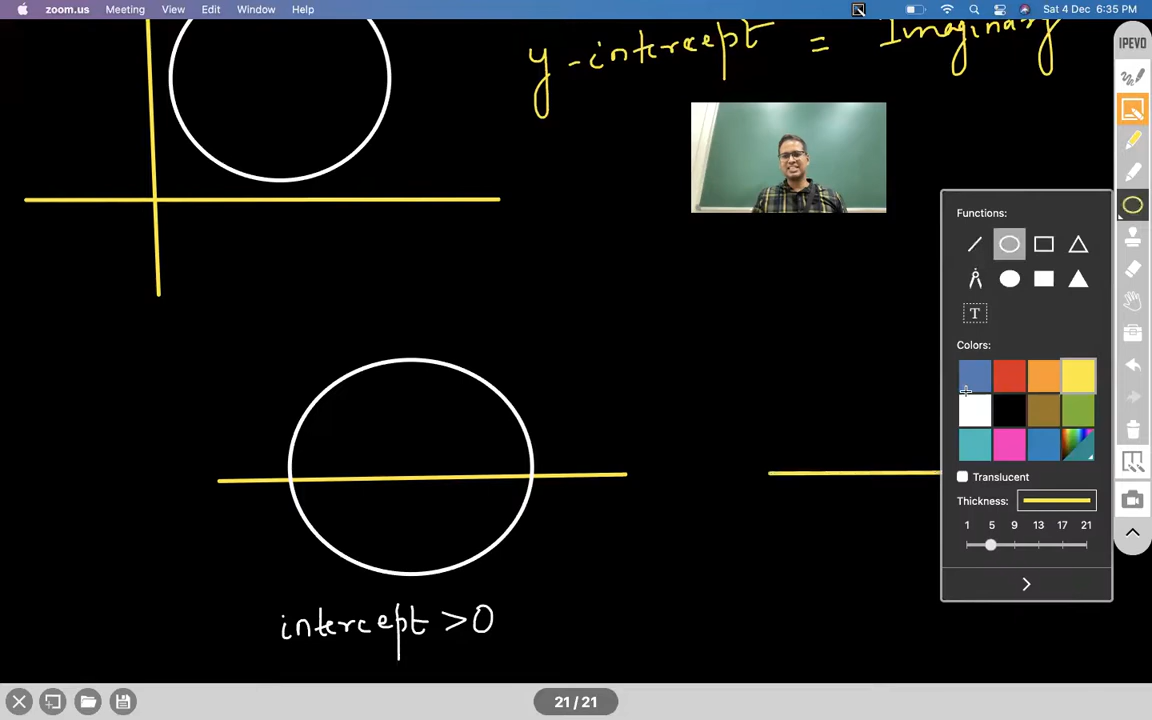 zoom.us Meeting View Edit Window Help Sat 4 Dec 6:35 PM
IPEVO
y-intercept = Imaginary
Functions:
T
Colors:
Translucent
Thickness:
1 5 9 13 17 21
intercept >0
21 / 21